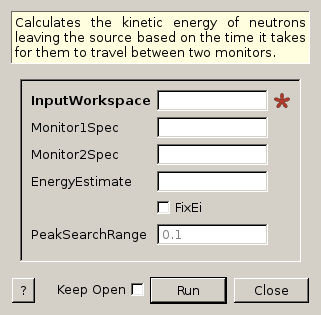 Calculates the kinetic energy of neutrons
leaving the source based on the time it takes
for them to travel between two monitors.
InputWorkspace *
Monitor1Spec
Monitor2Spec
EnergyEstimate
FixEi
PeakSearchRange 0.1
? Keep Open Run Close